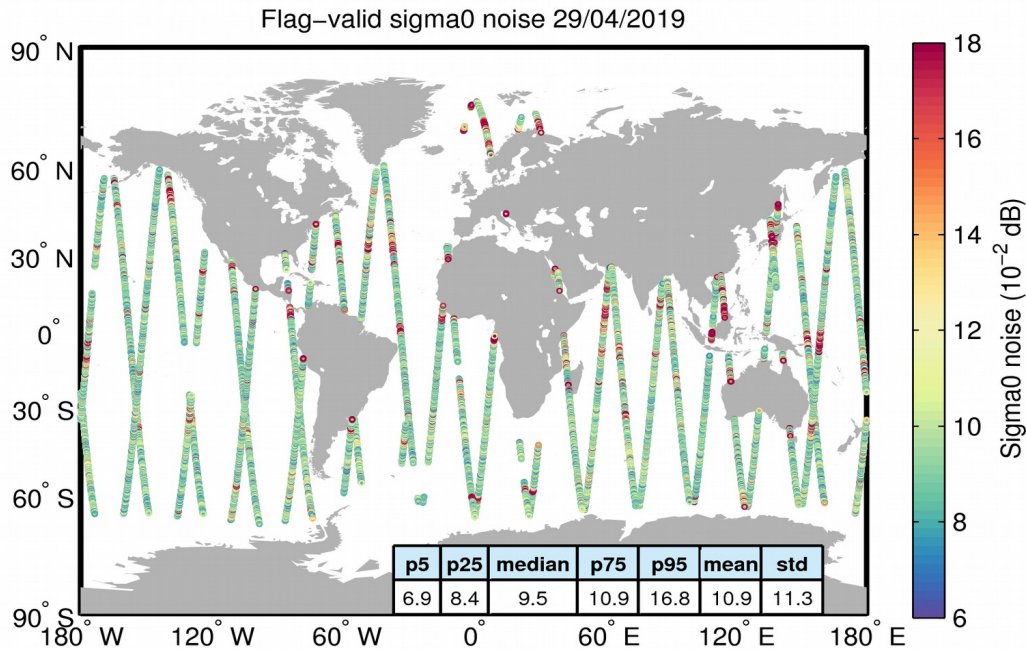 Flag-valid sigma0 noise 29/04/2019
90° N
60° N
30° N
0°
30° S
60° S
90° S
180° W
120° W
60° W
0°
60° E
120° E
180° E
p5 p25 median p75 p95 mean std
6.9 8.4 9.5 10.9 16.8 10.9 11.3
18
16
14
12
10
8
6
Sigma0 noise (10⁻² dB)